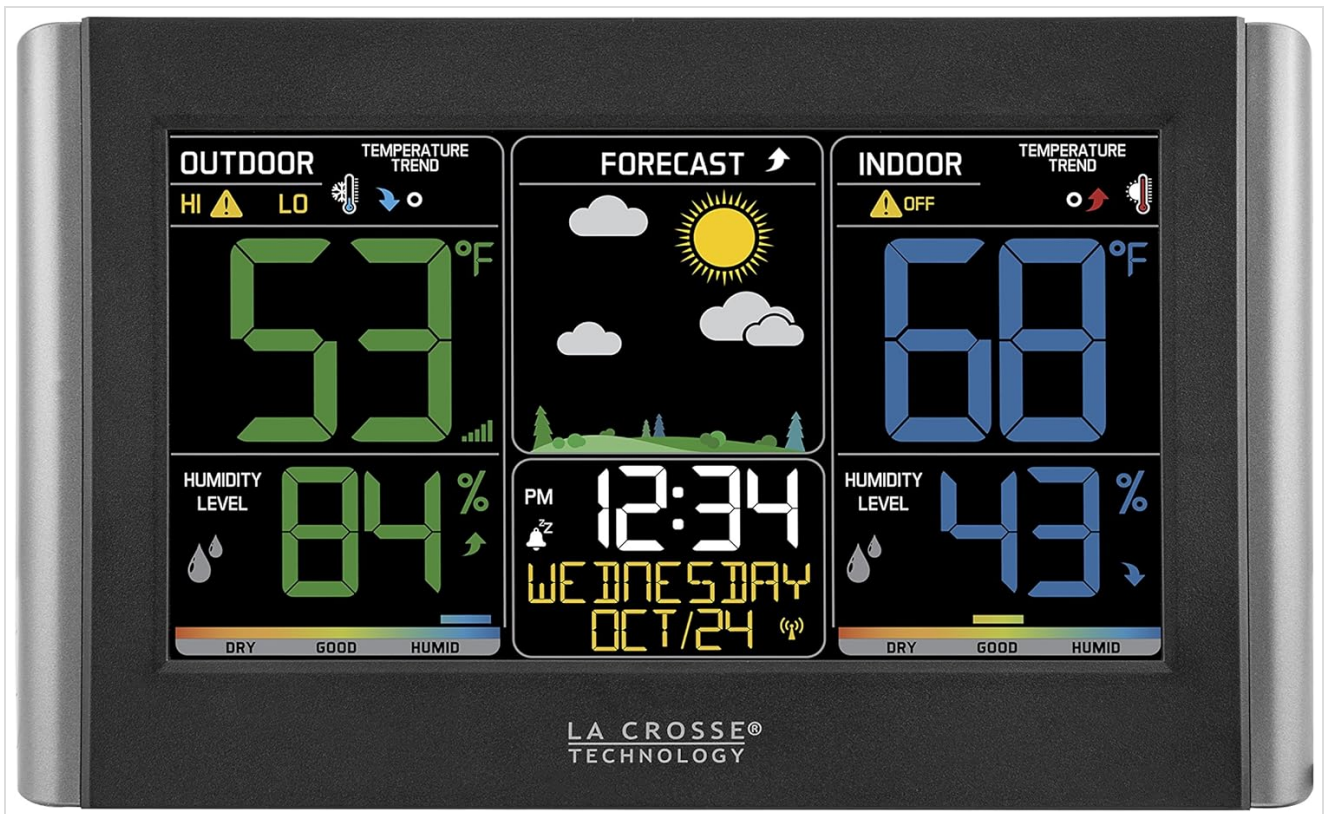 OUTDOOR
TEMPERATURE
TREND
HI LO
53 °F
HUMIDITY
LEVEL
84 %
DRY GOOD HUMID
FORECAST
PM 12:34
zZ
WEDNESDAY
OCT/24
INDOOR
TEMPERATURE
TREND
OFF
68 °F
HUMIDITY
LEVEL
43 %
DRY GOOD HUMID
LA CROSSE®
TECHNOLOGY